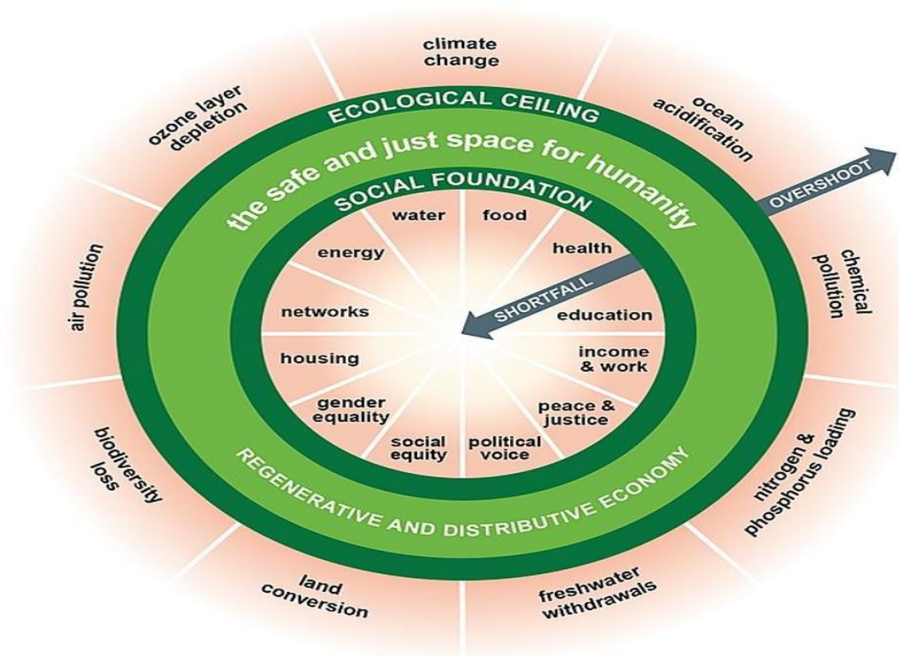 climate
change
ocean
acidification
chemical
pollution
nitrogen &
phosphorus loading
freshwater
withdrawals
land
conversion
biodiversity
loss
air pollution
ozone layer
depletion
ECOLOGICAL CEILING
the safe and just space for humanity
SOCIAL FOUNDATION
OVERSHOOT
SHORTFALL
water
food
health
education
income
& work
peace &
justice
political
voice
social
equity
gender
equality
housing
networks
energy
REGENERATIVE AND DISTRIBUTIVE ECONOMY